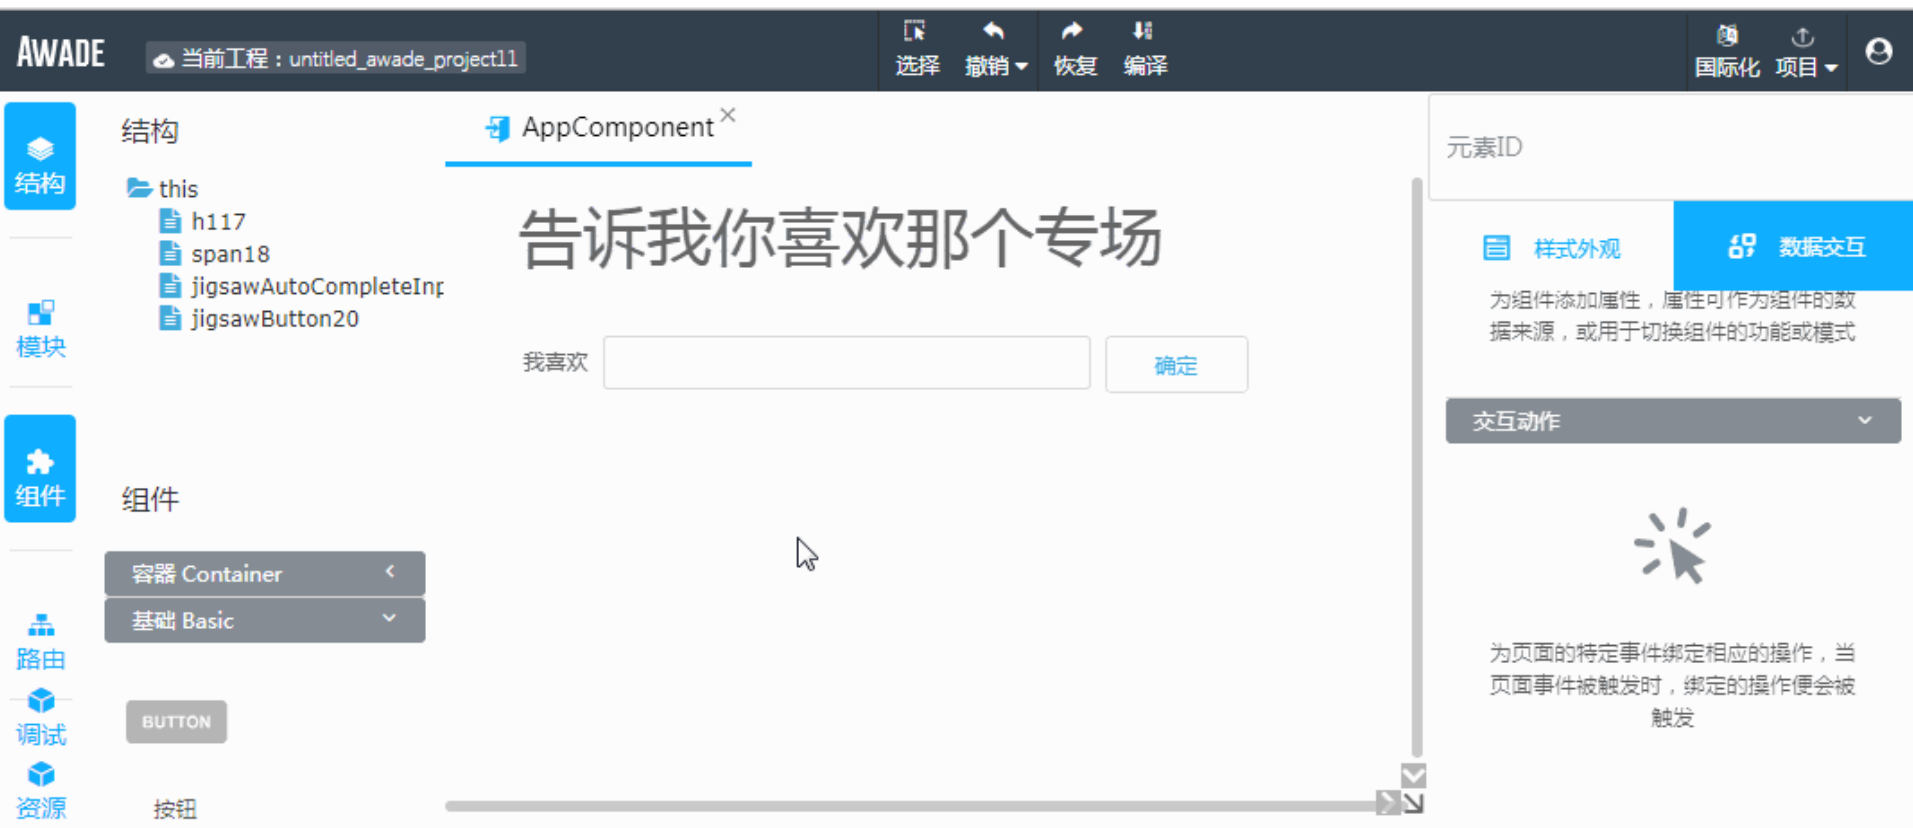 AWADE
当前工程：untitled_awade_project11
选择
撤销
恢复
编译
国际化
项目
结构
模块
组件
路由
调试
资源
结构
this
h117
span18
jigsawAutoCompleteInp
jigsawButton20
组件
容器 Container
基础 Basic
BUTTON
按钮
AppComponent
告诉我你喜欢那个专场
我喜欢
确定
元素ID
样式外观
数据交互
为组件添加属性，属性可作为组件的数
据来源，或用于切换组件的功能或模式
交互动作
为页面的特定事件绑定相应的操作，当
页面事件被触发时，绑定的操作便会被
触发